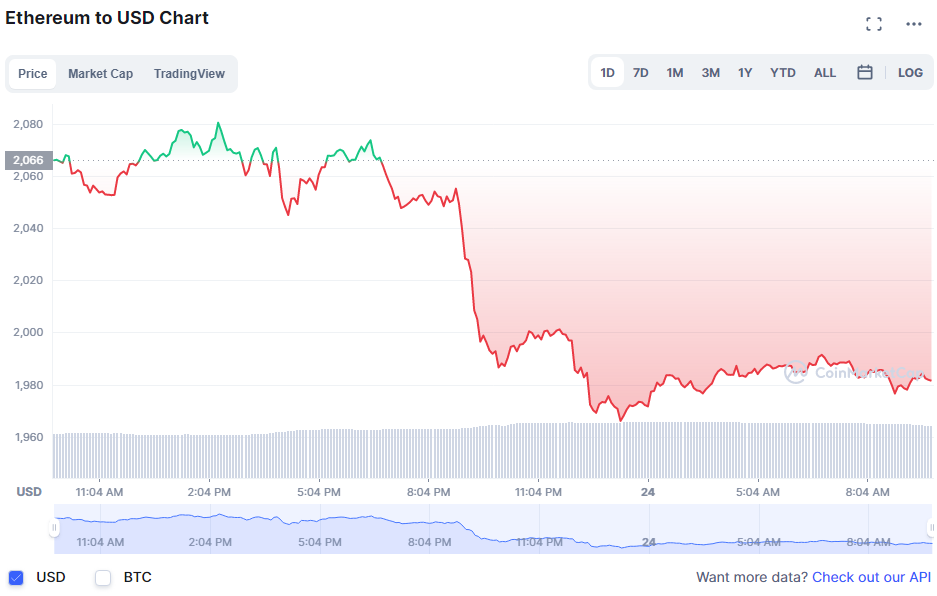 Ethereum to USD Chart
Price Market Cap TradingView
1D 7D 1M 3M 1Y YTD ALL LOG
2,080
2,066
2,060
2,040
2,020
2,000
1,980
1,960
CoinMarketCap
USD 11:04 AM 2:04 PM 5:04 PM 8:04 PM 11:04 PM 24 5:04 AM 8:04 AM
11:04 AM 2:04 PM 5:04 PM 8:04 PM 11:04 PM 24 5:04 AM 8:04 AM
USD BTC
Want more data? Check out our API